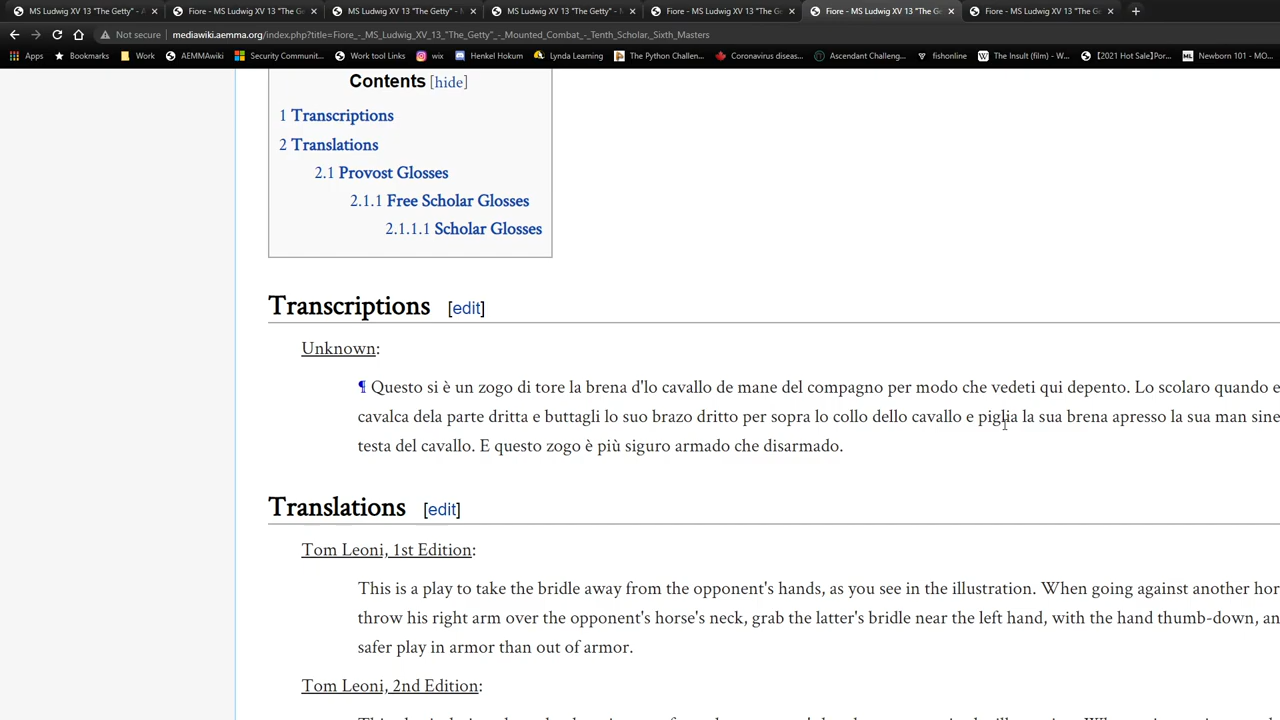 MS Ludwig XV 13 "The Getty" - A
Fiore - MS Ludwig XV 13 "The Ge
MS Ludwig XV 13 "The Getty" - M
MS Ludwig XV 13 "The Getty" - M
Fiore - MS Ludwig XV 13 "The Ge
Fiore - MS Ludwig XV 13 "The Ge
Fiore - MS Ludwig XV 13 "The Ge
Not secure mediawiki.aemma.org/index.php?title=Fiore_-_MS_Ludwig_XV_13_"The_Getty"_-_Mounted_Combat_-_Tenth_Scholar,_Sixth_Masters
Apps Bookmarks Work AEMMAwiki Security Communit... Work tool Links wix Henkel Hokum Lynda Learning The Python Challen... Coronavirus diseas... Ascendant Challeng... fishonline The Insult (film) - W... [2021 Hot Sale]Por... Newborn 101 - MO...
Contents [hide]
1 Transcriptions
2 Translations
2.1 Provost Glosses
2.1.1 Free Scholar Glosses
2.1.1.1 Scholar Glosses
Transcriptions [edit]
Unknown:
¶ Questo si è un zogo di tore la brena d'lo cavallo de mane del compagno per modo che vedeti qui depento. Lo scolaro quando e
cavalca dela parte dritta e buttagli lo suo brazo dritto per sopra lo collo dello cavallo e piglia la sua brena apresso la sua man sine
testa del cavallo. E questo zogo è più siguro armado che disarmado.
Translations [edit]
Tom Leoni, 1st Edition:
This is a play to take the bridle away from the opponent's hands, as you see in the illustration. When going against another hor
throw his right arm over the opponent's horse's neck, grab the latter's bridle near the left hand, with the hand thumb-down, an
safer play in armor than out of armor.
Tom Leoni, 2nd Edition: